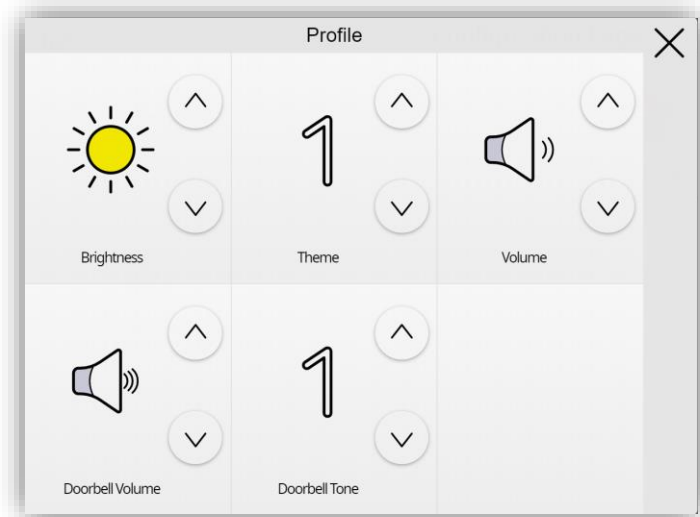 Profile
1
Brightness
Theme
Volume
1
Doorbell Volume
Doorbell Tone